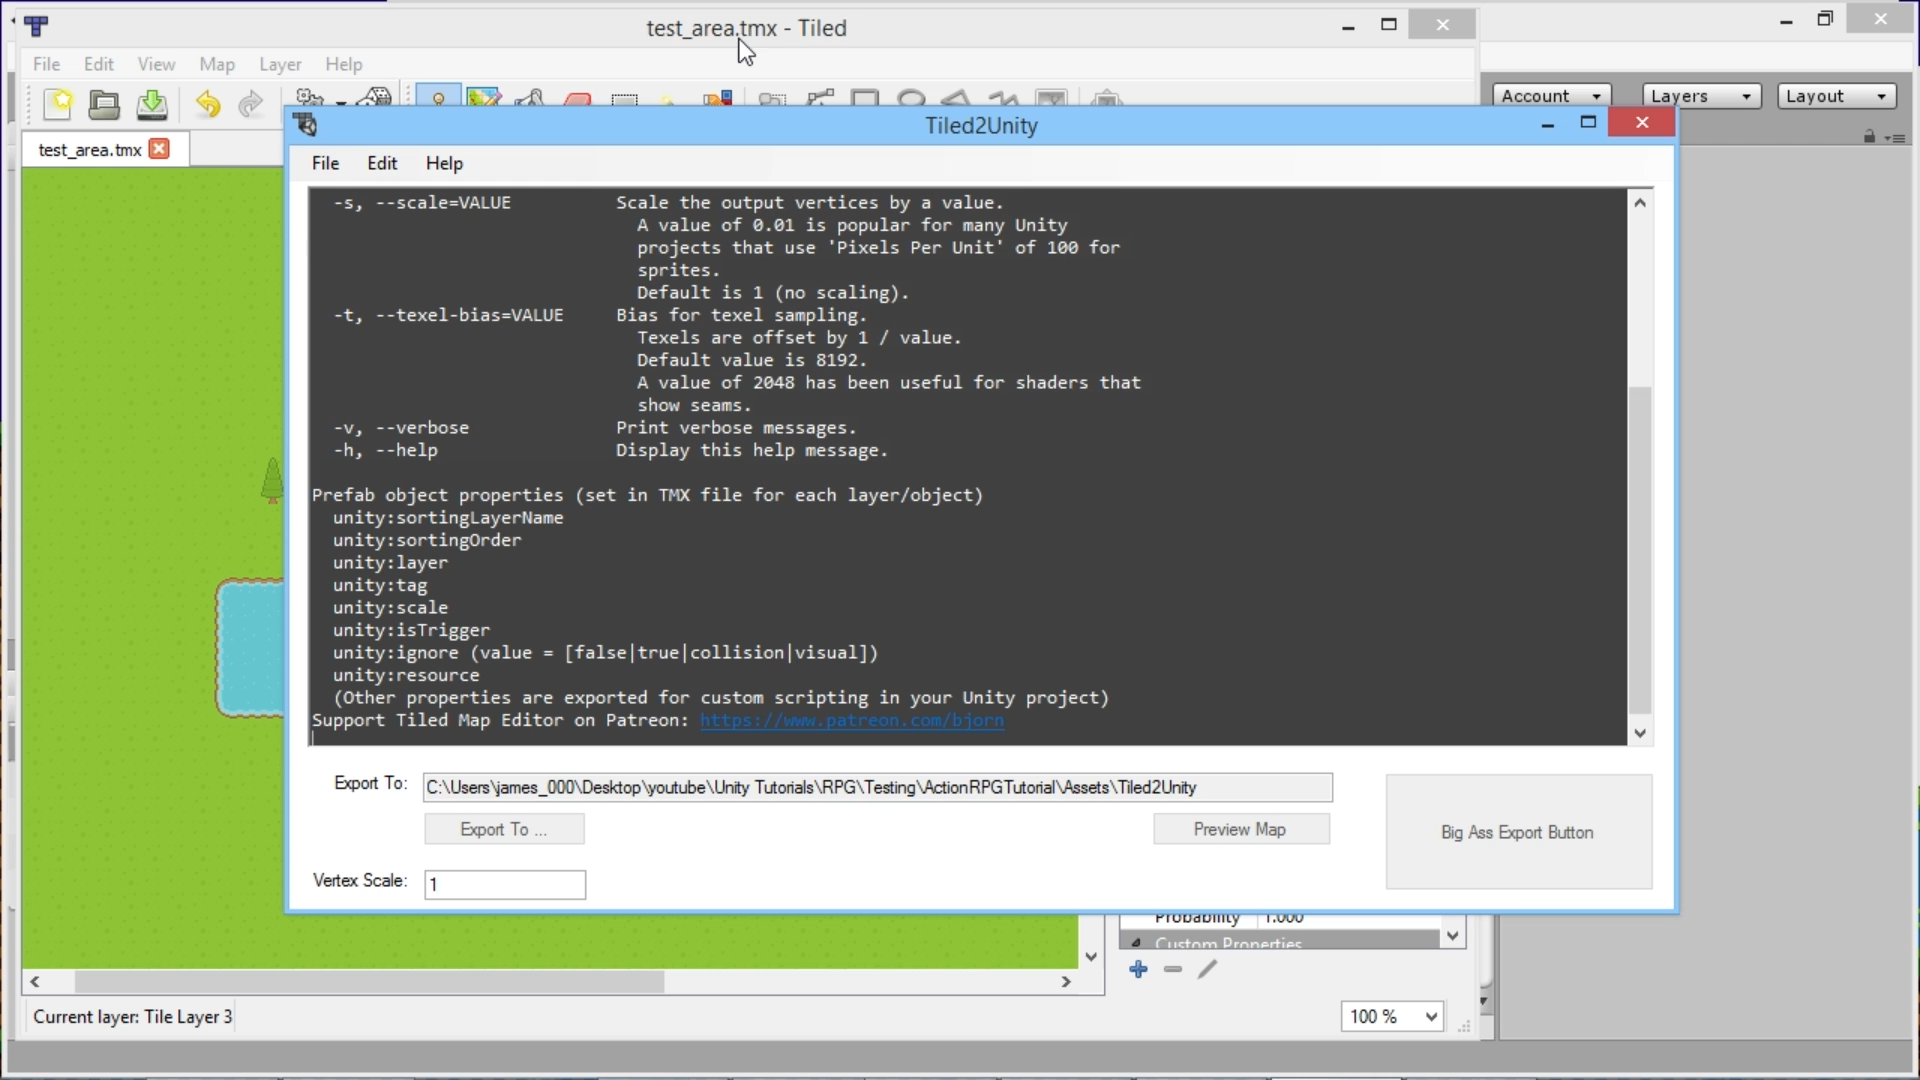 test_area.tmx - Tiled
File Edit View Map Layer Help
Account Layers Layout
test_area.tmx
Tiled2Unity
File Edit Help
-s, --scale=VALUE Scale the output vertices by a value.
A value of 0.01 is popular for many Unity
projects that use 'Pixels Per Unit' of 100 for
sprites.
Default is 1 (no scaling).
-t, --texel-bias=VALUE Bias for texel sampling.
Texels are offset by 1 / value.
Default value is 8192.
A value of 2048 has been useful for shaders that
show seams.
-v, --verbose Print verbose messages.
-h, --help Display this help message.
Prefab object properties (set in TMX file for each layer/object)
unity:sortingLayerName
unity:sortingOrder
unity:layer
unity:tag
unity:scale
unity:isTrigger
unity:ignore (value = [false|true|collision|visual])
unity:resource
(Other properties are exported for custom scripting in your Unity project)
Support Tiled Map Editor on Patreon: https://www.patreon.com/bjorn
Export To: C:\Users\james_000\Desktop\youtube\Unity Tutorials\RPG\Testing\ActionRPGTutorial\Assets\Tiled2Unity
Export To ... Preview Map Big Ass Export Button
Vertex Scale: 1
Probability 1.000
Custom Properties
Current layer: Tile Layer 3 100 %